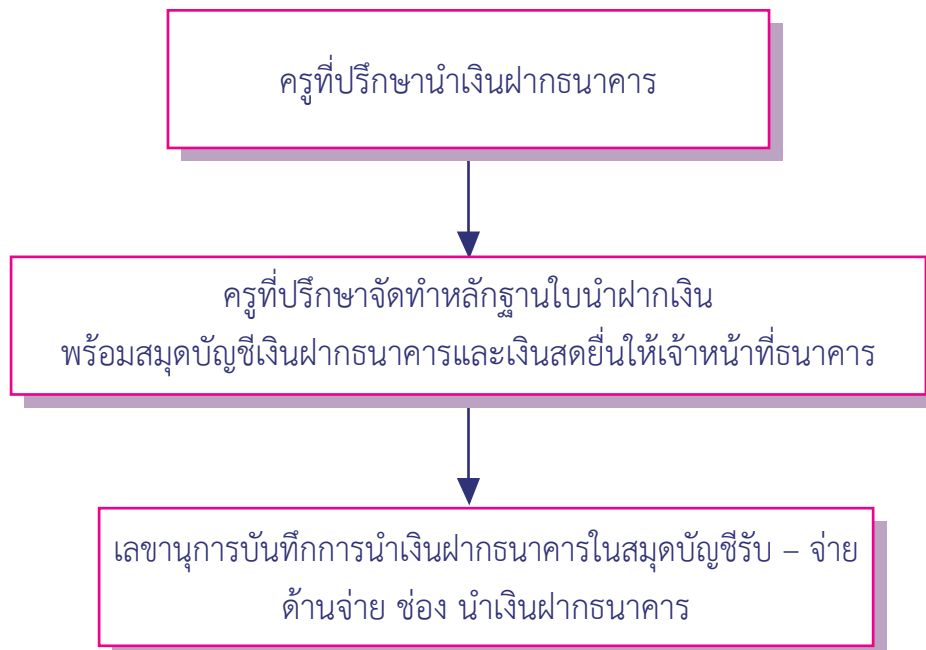 ครูที่ปรึกษานำเงินฝากธนาคาร
ครูที่ปรึกษาจัดทำหลักฐานใบนำฝากเงิน
พร้อมสมุดบัญชีเงินฝากธนาคารและเงินสดยื่นให้เจ้าหน้าที่ธนาคาร
เลขานุการบันทึกการนำเงินฝากธนาคารในสมุดบัญชีรับ – จ่าย
ด้านจ่าย ช่อง นำเงินฝากธนาคาร